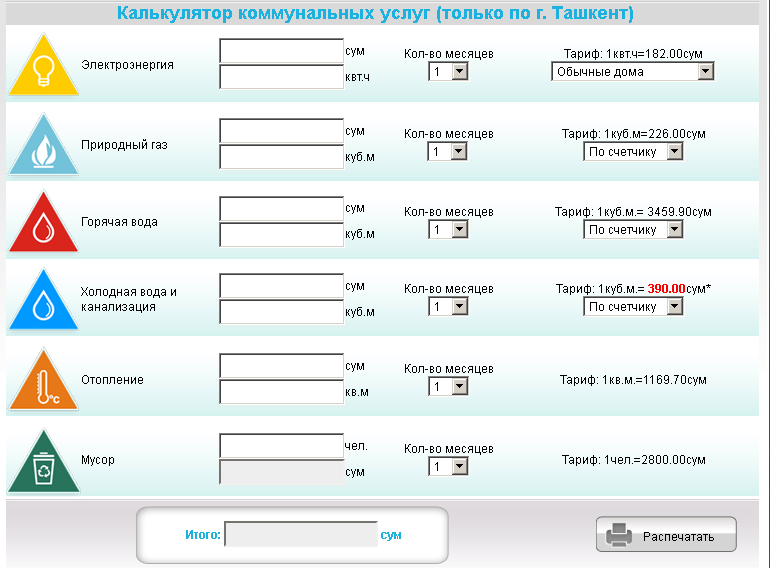 Калькулятор коммунальных услуг (только по г. Ташкент)
Электроэнергия
сум
квт.ч
Кол-во месяцев
1
Тариф: 1квт.ч=182.00сум
Обычные дома
Природный газ
сум
куб.м
Кол-во месяцев
1
Тариф: 1куб.м=226.00сум
По счетчику
Горячая вода
сум
куб.м
Кол-во месяцев
1
Тариф: 1куб.м.= 3459.90сум
По счетчику
Холодная вода и
канализация
сум
куб.м
Кол-во месяцев
1
Тариф: 1куб.м.= 390.00сум*
По счетчику
°C
Отопление
сум
кв.м
Кол-во месяцев
1
Тариф: 1кв.м.=1169.70сум
Мусор
чел.
сум
Кол-во месяцев
1
Тариф: 1чел.=2800.00сум
Итого:
сум
Распечатать